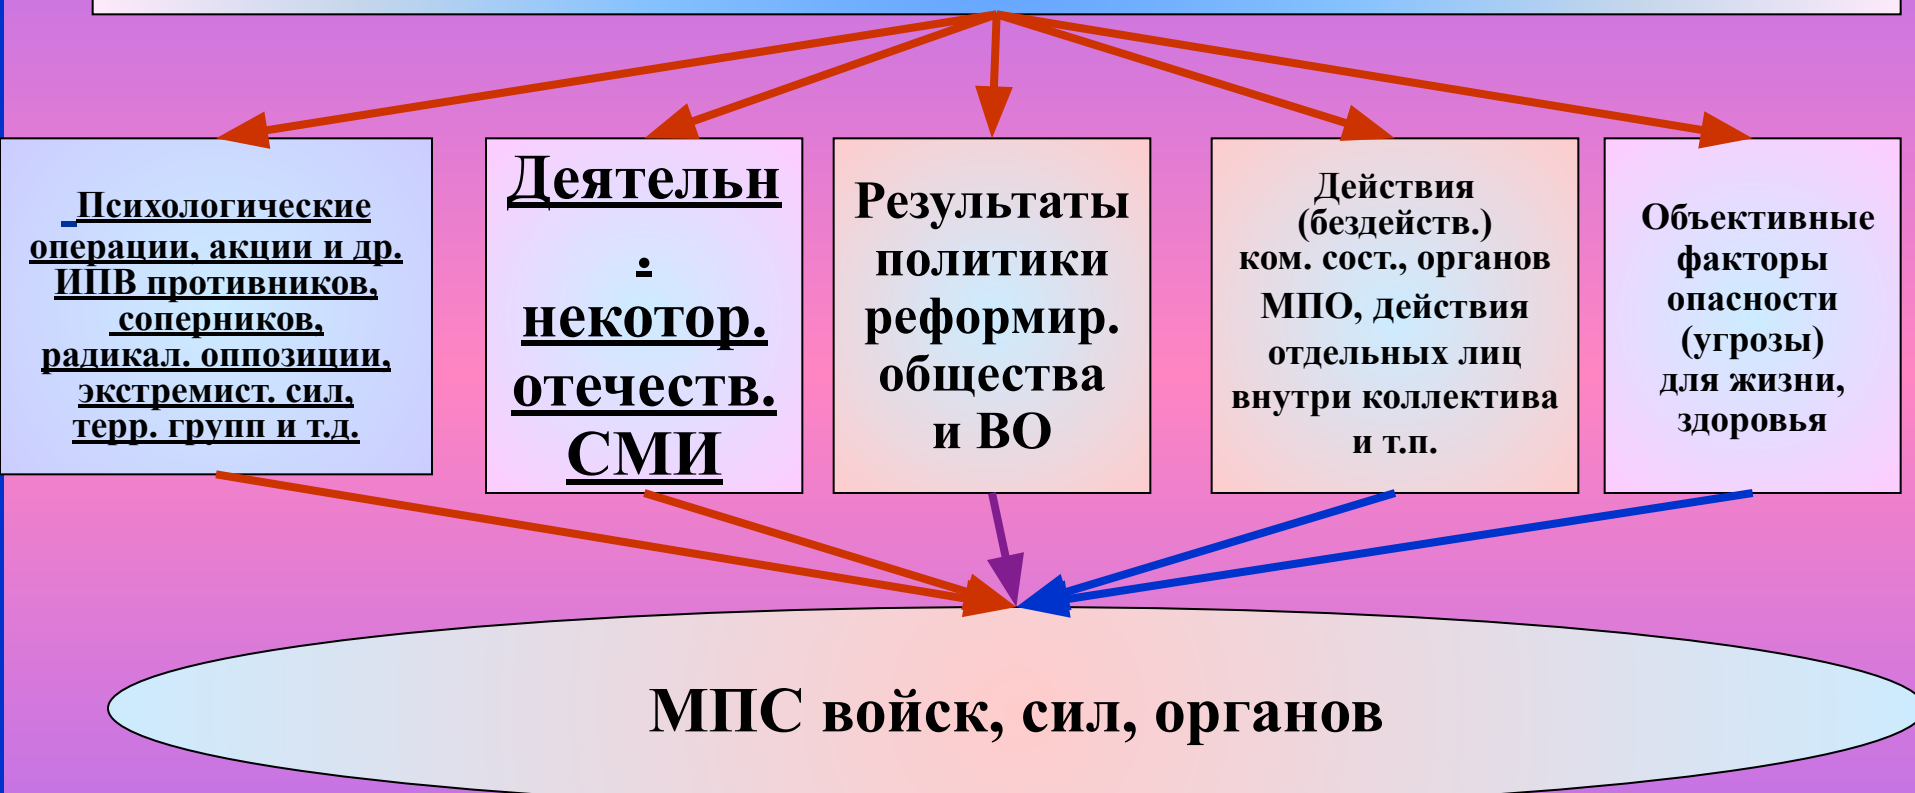 Психологические
операции, акции и др.
ИПВ противников,
соперников,
радикал. оппозиции,
экстремист. сил,
терр. групп и т.д.
Деятельн
.
некотор.
отечеств.
СМИ
Результаты
политики
реформир.
общества
и ВО
Действия
(бездейств.)
ком. сост., органов
МПО, действия
отдельных лиц
внутри коллектива
и т.п.
Объективные
факторы
опасности
(угрозы)
для жизни,
здоровья
МПС войск, сил, органов